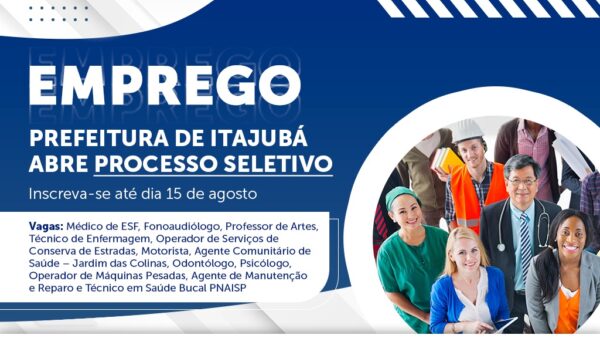 EMPREGO
PREFEITURA DE ITAJUBÁ
ABRE PROCESSO SELETIVO
Inscreva-se até dia 15 de agosto
Vagas: Médico de ESF, Fonoaudiólogo, Professor de Artes,
Técnico de Enfermagem, Operador de Serviços de
Conserva de Estradas, Motorista, Agente Comunitário de
Saúde – Jardim das Colinas, Odontólogo, Psicólogo,
Operador de Máquinas Pesadas, Agente de Manutenção
e Reparo e Técnico em Saúde Bucal PNAISP